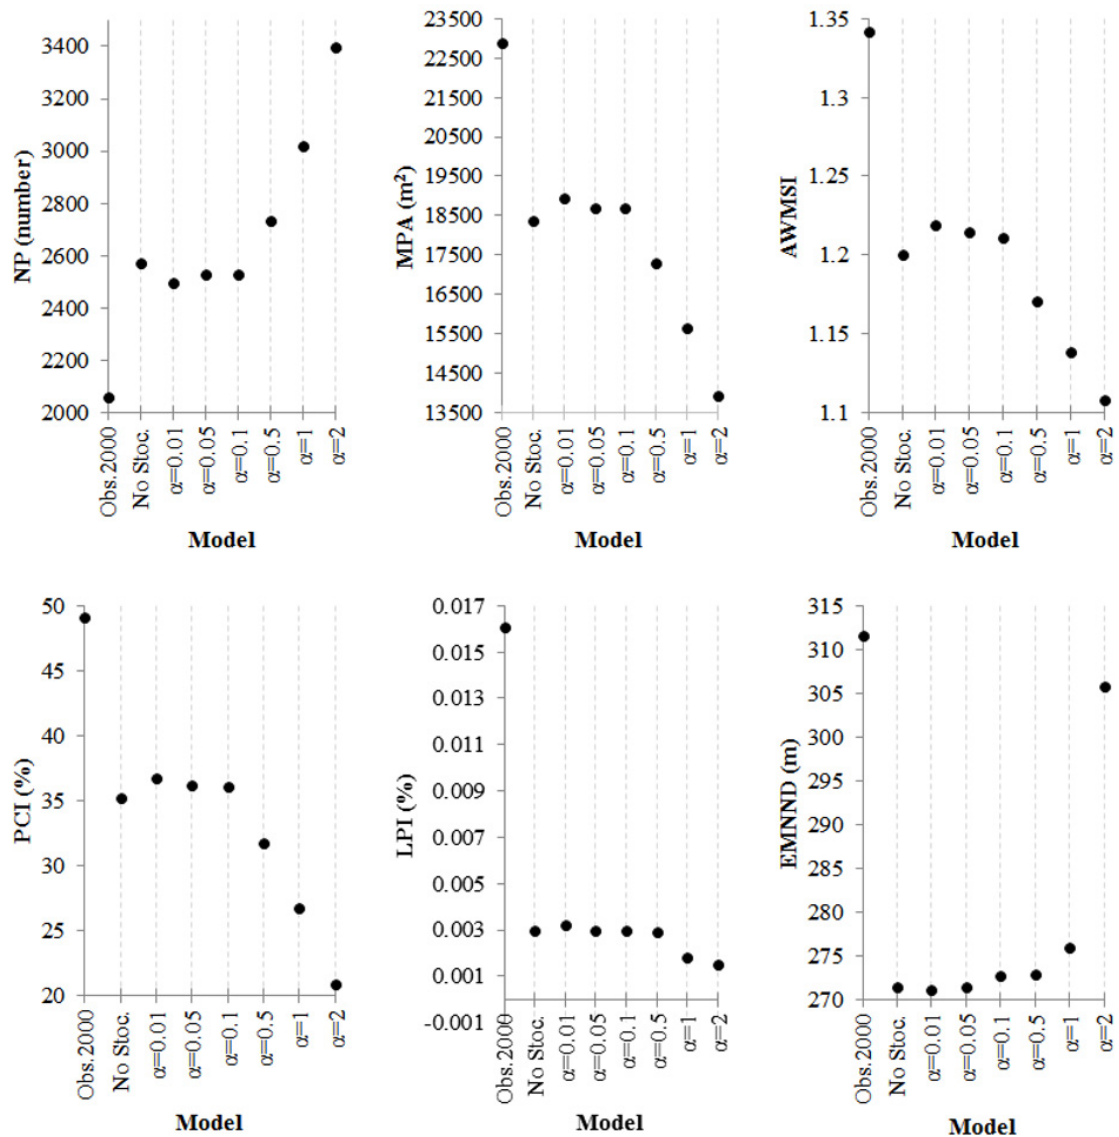 NP (number)
3400
3200
3000
2800
2600
2400
2200
2000
Obs.2000
No Stoc.
α=0.01
α=0.05
α=0.1
α=0.5
α=1
α=2
Model
MPA (m²)
23500
22500
21500
20500
19500
18500
17500
16500
15500
14500
13500
Obs.2000
No Stoc.
α=0.01
α=0.05
α=0.1
α=0.5
α=1
α=2
Model
AWMSI
1.35
1.3
1.25
1.2
1.15
1.1
Obs.2000
No Stoc.
α=0.01
α=0.05
α=0.1
α=0.5
α=1
α=2
Model
PCI (%)
50
45
40
35
30
25
20
Obs.2000
No Stoc.
α=0.01
α=0.05
α=0.1
α=0.5
α=1
α=2
Model
LPI (%)
0.017
0.015
0.013
0.011
0.009
0.007
0.005
0.003
0.001
-0.001
Obs.2000
No Stoc.
α=0.01
α=0.05
α=0.1
α=0.5
α=1
α=2
Model
EMNND (m)
315
310
305
300
295
290
285
280
275
270
Obs.2000
No Stoc.
α=0.01
α=0.05
α=0.1
α=0.5
α=1
α=2
Model